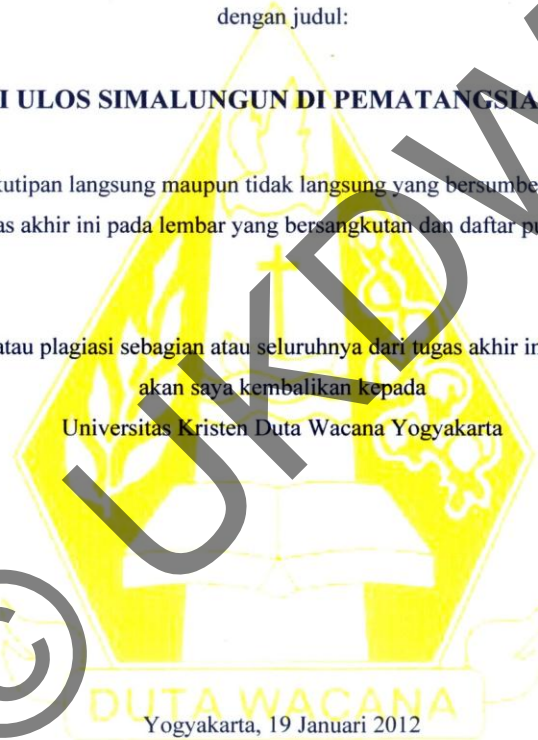 dengan judul:
I ULOS SIMALUNGUN DI PEMATANGSIA
kutipan langsung maupun tidak langsung yang bersumbe
as akhir ini pada lembar yang bersangkutan dan daftar pu
atau plagiasi sebagian atau seluruhnya dari tugas akhir in
akan saya kembalikan kepada
Universitas Kristen Duta Wacana Yogyakarta
© UKDW
DUTA WACANA
Yogyakarta, 19 Januari 2012